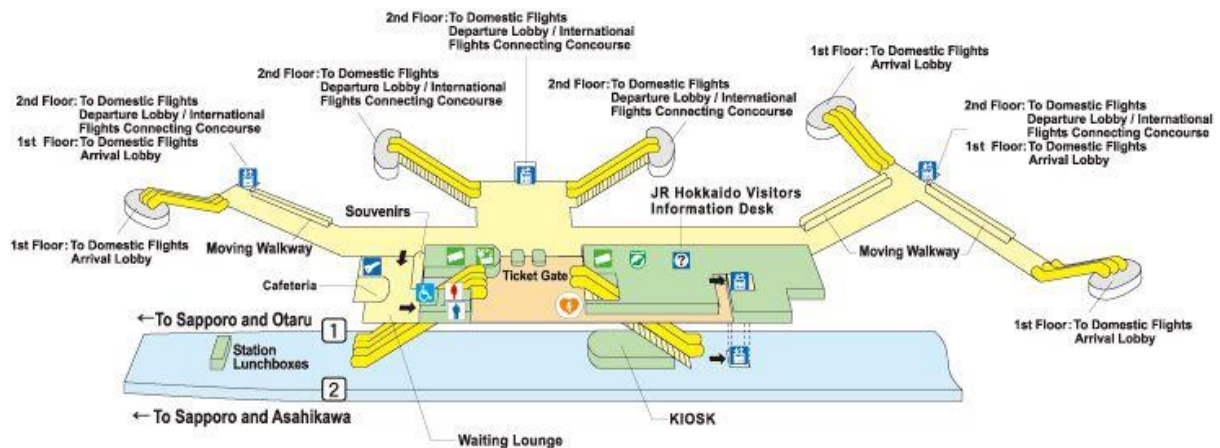 2nd Floor: To Domestic Flights
Departure Lobby / International
Flights Connecting Concourse
2nd Floor: To Domestic Flights
Departure Lobby / International
Flights Connecting Concourse
2nd Floor: To Domestic Flights
Departure Lobby / International
Flights Connecting Concourse
1st Floor: To Domestic Flights
Arrival Lobby
2nd Floor: To Domestic Flights
Departure Lobby / International
Flights Connecting Concourse
1st Floor: To Domestic Flights
Arrival Lobby
2nd Floor: To Domestic Flights
Departure Lobby / International
Flights Connecting Concourse
1st Floor: To Domestic Flights
Arrival Lobby
JR Hokkaido Visitors
Information Desk
Souvenirs
1st Floor: To Domestic Flights
Arrival Lobby
Moving Walkway
Moving Walkway
?
Ticket Gate
Cafeteria
←To Sapporo and Otaru
1
1st Floor: To Domestic Flights
Arrival Lobby
Station
Lunchboxes
2
←To Sapporo and Asahikawa
KIOSK
Waiting Lounge